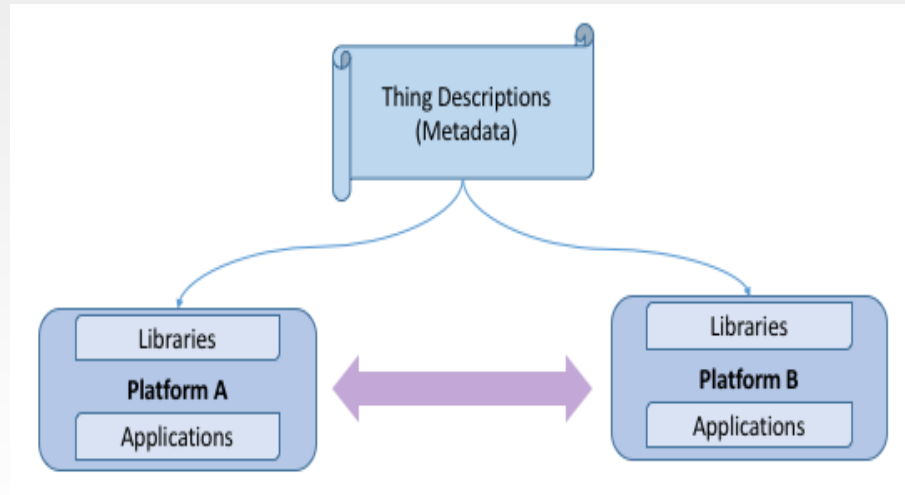 Thing Descriptions
(Metadata)
Libraries
Platform A
Applications
Libraries
Platform B
Applications